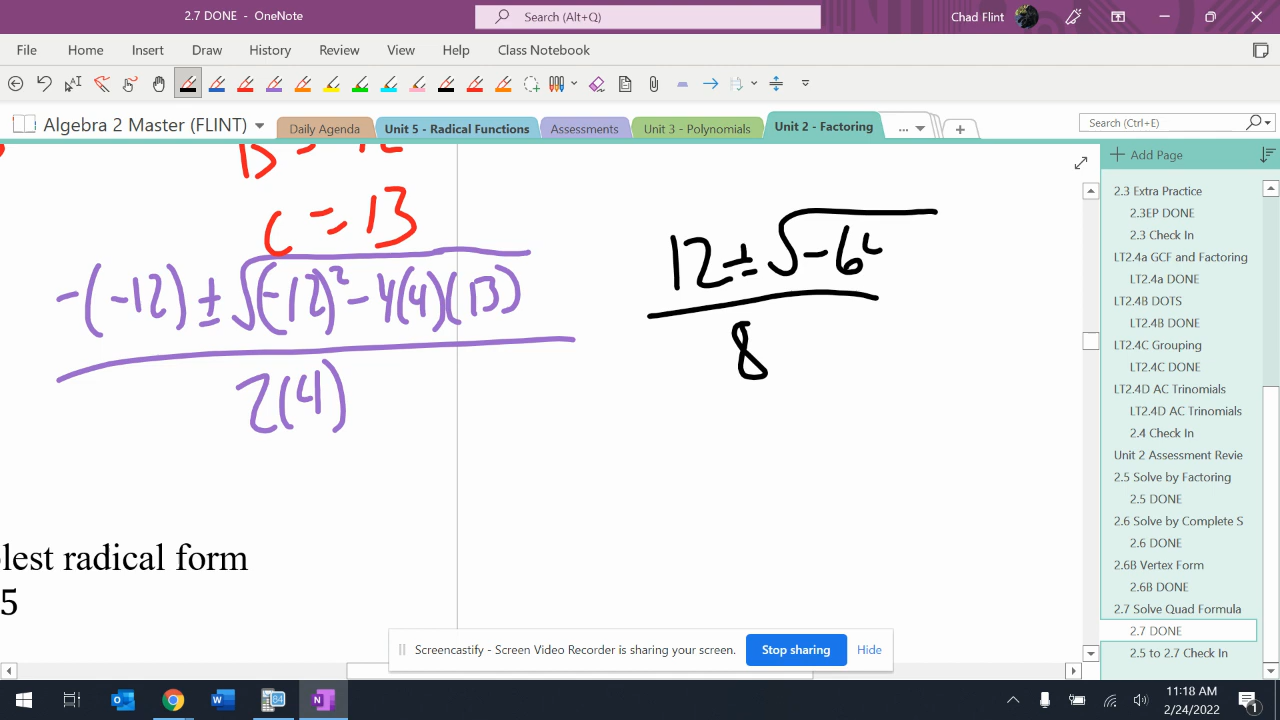 2.7 DONE - OneNote
Search (Alt+Q)
Chad Flint
File Home Insert Draw History Review View Help Class Notebook
Algebra 2 Master (FLINT)
Daily Agenda
Unit 5 - Radical Functions
Assessments
Unit 3 - Polynomials
Unit 2 - Factoring
...
Search (Ctrl+E)
Add Page
c = 13
-(-12) ± √(-12)² - 4(4)(13)
2(4)
12 ± √-6
8
radical form
5
2.3 Extra Practice
2.3EP DONE
2.3 Check In
LT2.4a GCF and Factoring
LT2.4a DONE
LT2.4B DOTS
LT2.4B DONE
LT2.4C Grouping
LT2.4C DONE
LT2.4D AC Trinomials
LT2.4D AC Trinomials
2.4 Check In
Unit 2 Assessment Revie
2.5 Solve by Factoring
2.5 DONE
2.6 Solve by Complete S
2.6 DONE
2.6B Vertex Form
2.6B DONE
2.7 Solve Quad Formula
2.7 DONE
2.5 to 2.7 Check In
Screencastify - Screen Video Recorder is sharing your screen.
Stop sharing
Hide
11:18 AM
2/24/2022